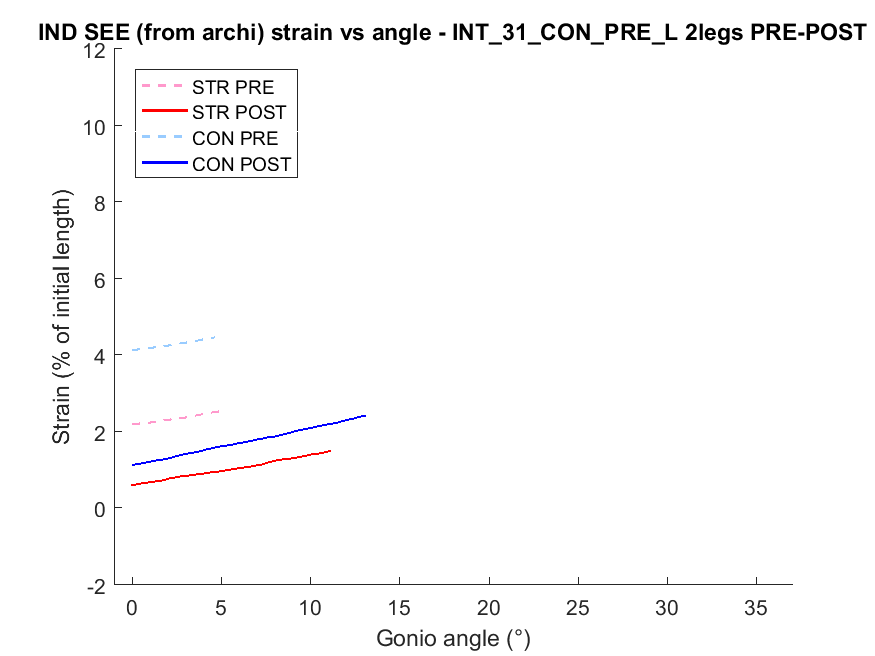 IND SEE (from archi) strain vs angle - INT_31_CON_PRE_L 2legs PRE-POST
12
10
8
6
4
2
0
-2
Strain (% of initial length)
STR PRE
STR POST
CON PRE
CON POST
0 5 10 15 20 25 30 35
Gonio angle (°)